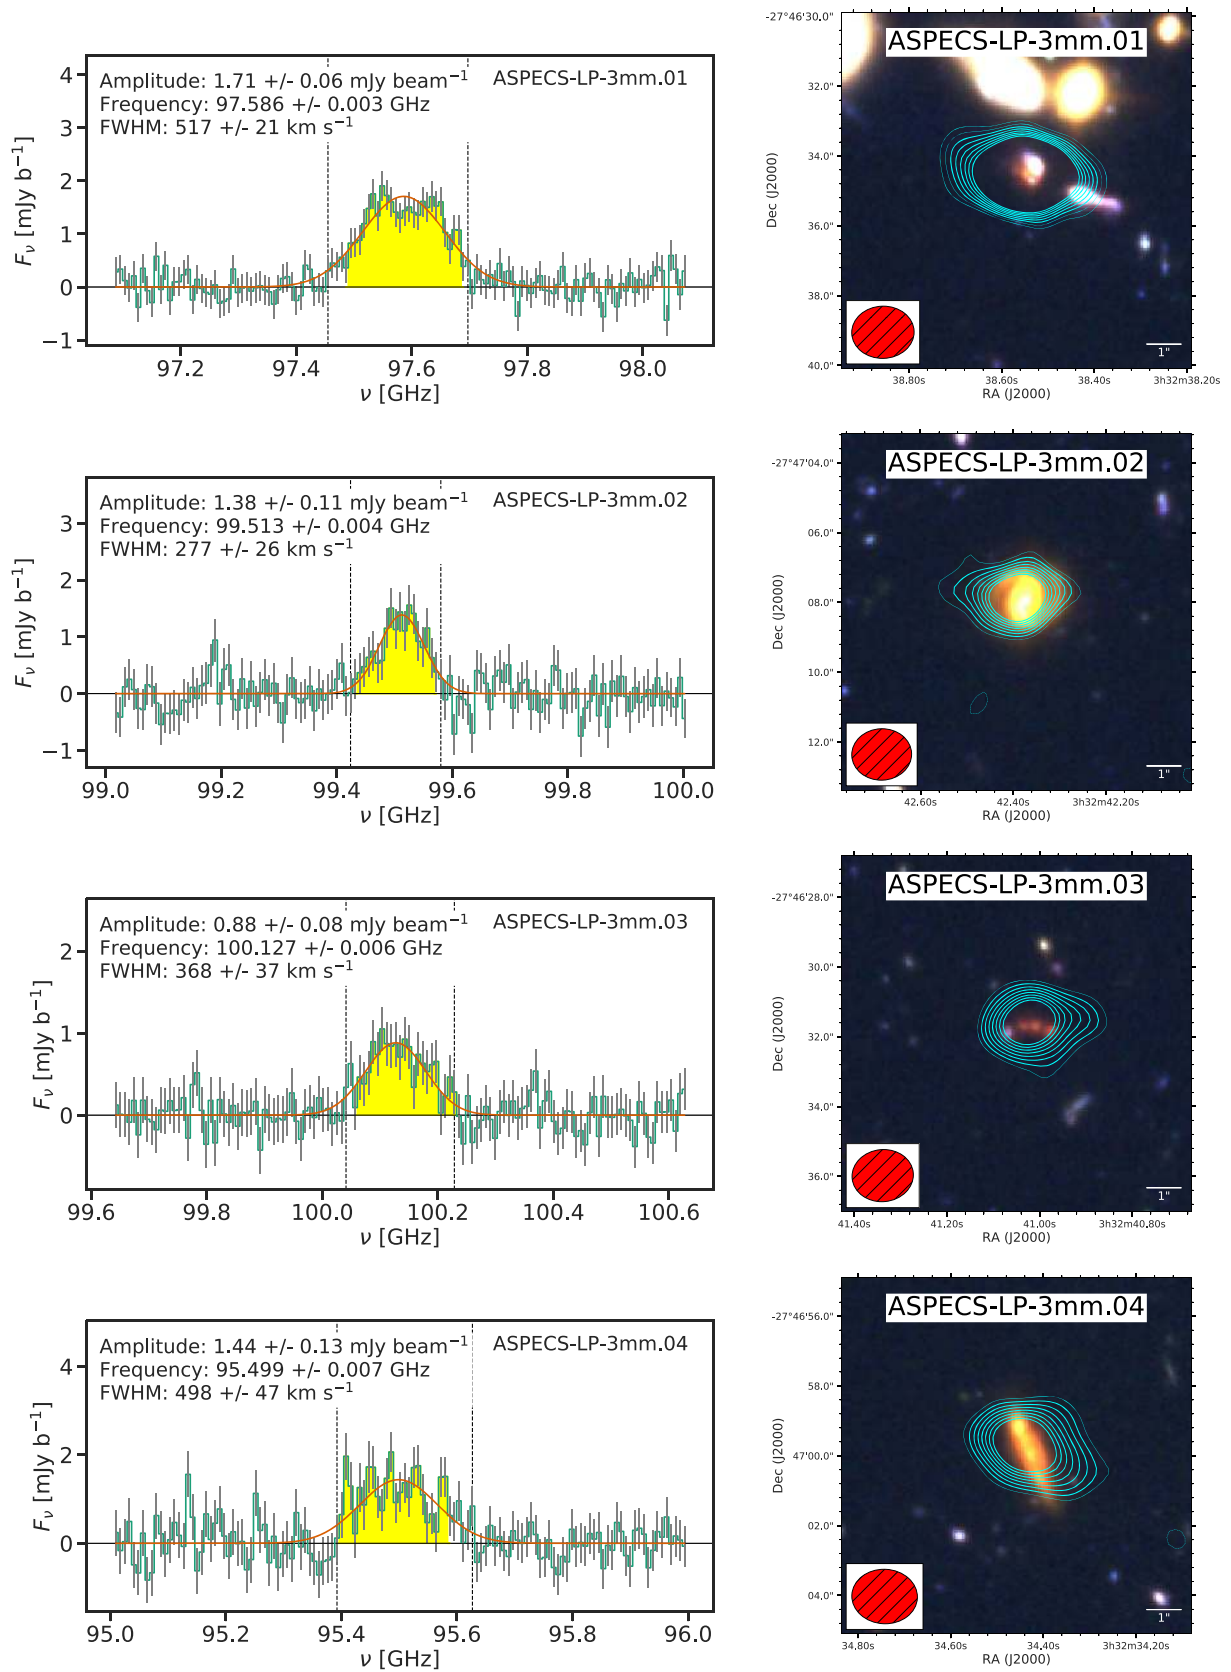 Amplitude: 1.71 +/- 0.06 mJy beam⁻¹ ASPECS-LP-3mm.01
Frequency: 97.586 +/- 0.003 GHz
FWHM: 517 +/- 21 km s⁻¹
4
3
2
1
0
−1
Fν [mJy b⁻¹]
97.2 97.4 97.6 97.8 98.0
ν [GHz]
ASPECS-LP-3mm.01
-27°46'30.0"
32.0"
34.0"
36.0"
38.0"
40.0"
Dec (J2000)
1"
38.80s 38.60s 38.40s 3h32m38.20s
RA (J2000)
Amplitude: 1.38 +/- 0.11 mJy beam⁻¹ ASPECS-LP-3mm.02
Frequency: 99.513 +/- 0.004 GHz
FWHM: 277 +/- 26 km s⁻¹
3
2
1
0
−1
Fν [mJy b⁻¹]
99.0 99.2 99.4 99.6 99.8 100.0
ν [GHz]
ASPECS-LP-3mm.02
-27°47'04.0"
06.0"
08.0"
10.0"
12.0"
Dec (J2000)
1"
42.60s 42.40s 3h32m42.20s
RA (J2000)
Amplitude: 0.88 +/- 0.08 mJy beam⁻¹ ASPECS-LP-3mm.03
Frequency: 100.127 +/- 0.006 GHz
FWHM: 368 +/- 37 km s⁻¹
2
1
0
Fν [mJy b⁻¹]
99.6 99.8 100.0 100.2 100.4 100.6
ν [GHz]
ASPECS-LP-3mm.03
-27°46'28.0"
30.0"
32.0"
34.0"
36.0"
Dec (J2000)
1"
41.40s 41.20s 41.00s 3h32m40.80s
RA (J2000)
Amplitude: 1.44 +/- 0.13 mJy beam⁻¹ ASPECS-LP-3mm.04
Frequency: 95.499 +/- 0.007 GHz
FWHM: 498 +/- 47 km s⁻¹
4
2
0
Fν [mJy b⁻¹]
95.0 95.2 95.4 95.6 95.8 96.0
ν [GHz]
ASPECS-LP-3mm.04
-27°46'56.0"
58.0"
47'00.0"
02.0"
04.0"
Dec (J2000)
1"
34.80s 34.60s 34.40s 3h32m34.20s
RA (J2000)